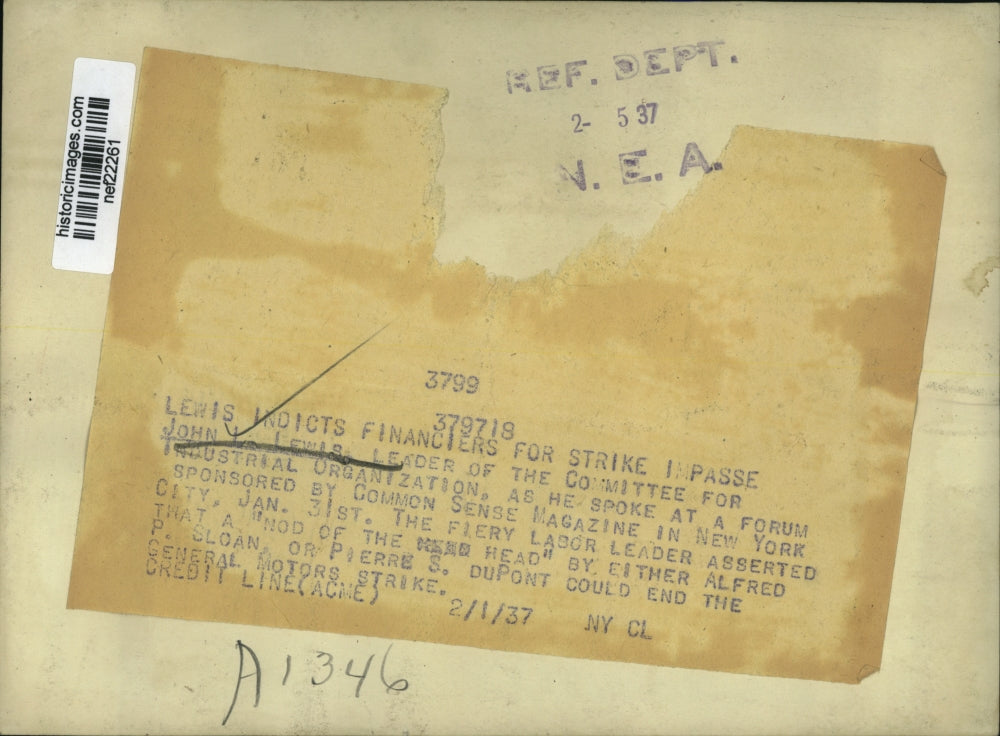 historicimages.com
nef22261
REF. DEPT.
2- 5 37
N. E. A.
3799
379718
LEWIS INDICTS FINANCIERS FOR STRIKE IMPASSE
JOHN L. LEWIS, LEADER OF THE COMMITTEE FOR
INDUSTRIAL ORGANIZATION, AS HE SPOKE AT A FORUM
SPONSORED BY COMMON SENSE MAGAZINE IN NEW YORK
CITY, JAN. 31ST. THE FIERY LABOR LEADER ASSERTED
THAT A "NOD OF THE HEAD" BY EITHER ALFRED
P. SLOAN, OR PIERRE S. DUPONT COULD END THE
GENERAL MOTORS STRIKE.
CREDIT LINE(ACME) 2/1/37 NY CL
A1346